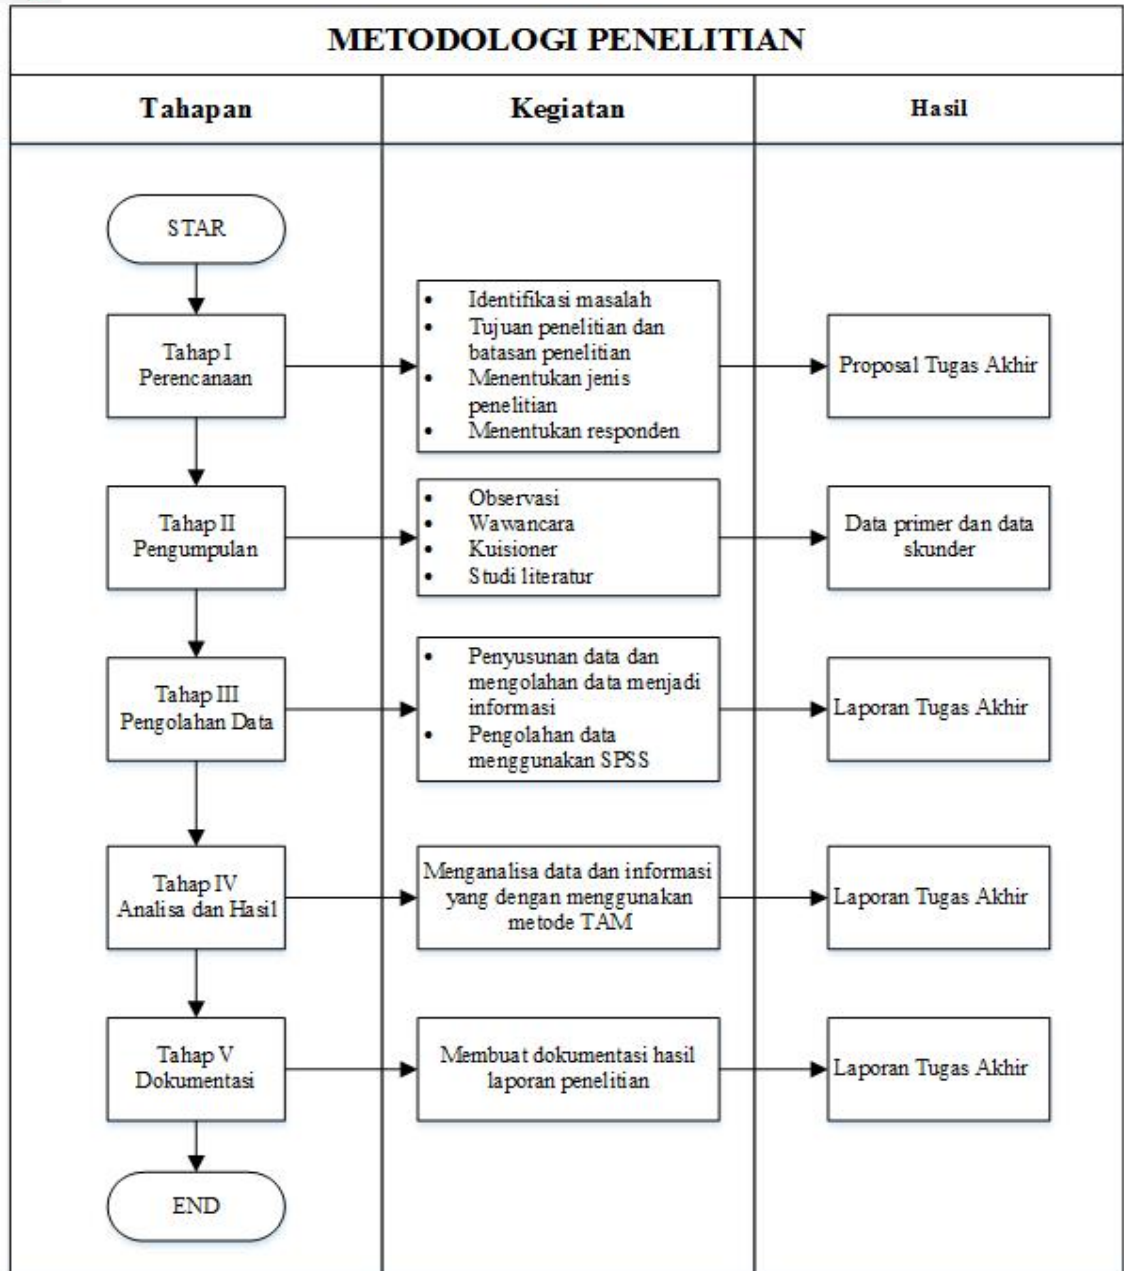 METODOLOGI PENELITIAN
Tahapan
Kegiatan
Hasil
STAR
Tahap I
Perencanaan
• Identifikasi masalah
• Tujuan penelitian dan
batasan penelitian
• Menentukan jenis
penelitian
• Menentukan responden
Proposal Tugas Akhir
Tahap II
Pengumpulan
• Observasi
• Wawancara
• Kuisioner
• Studi literatur
Data primer dan data
skunder
Tahap III
Pengolahan Data
• Penyusunan data dan
mengolahan data menjadi
informasi
• Pengolahan data
menggunakan SPSS
Laporan Tugas Akhir
Tahap IV
Analisa dan Hasil
Menganalisa data dan informasi
yang dengan menggunakan
metode TAM
Laporan Tugas Akhir
Tahap V
Dokumentasi
Membuat dokumentasi hasil
laporan penelitian
Laporan Tugas Akhir
END